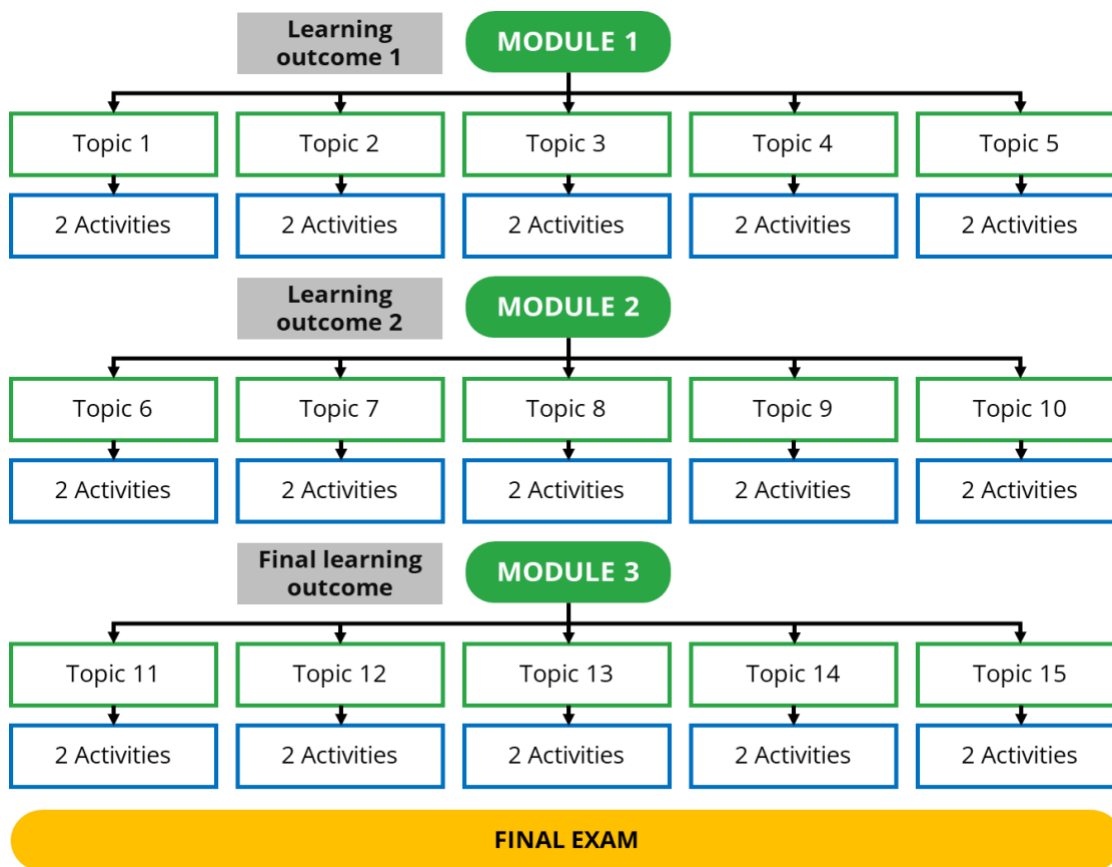 Learning
outcome 1
MODULE 1
Topic 1
Topic 2
Topic 3
Topic 4
Topic 5
2 Activities
2 Activities
2 Activities
2 Activities
2 Activities
Learning
outcome 2
MODULE 2
Topic 6
Topic 7
Topic 8
Topic 9
Topic 10
2 Activities
2 Activities
2 Activities
2 Activities
2 Activities
Final learning
outcome
MODULE 3
Topic 11
Topic 12
Topic 13
Topic 14
Topic 15
2 Activities
2 Activities
2 Activities
2 Activities
2 Activities
FINAL EXAM